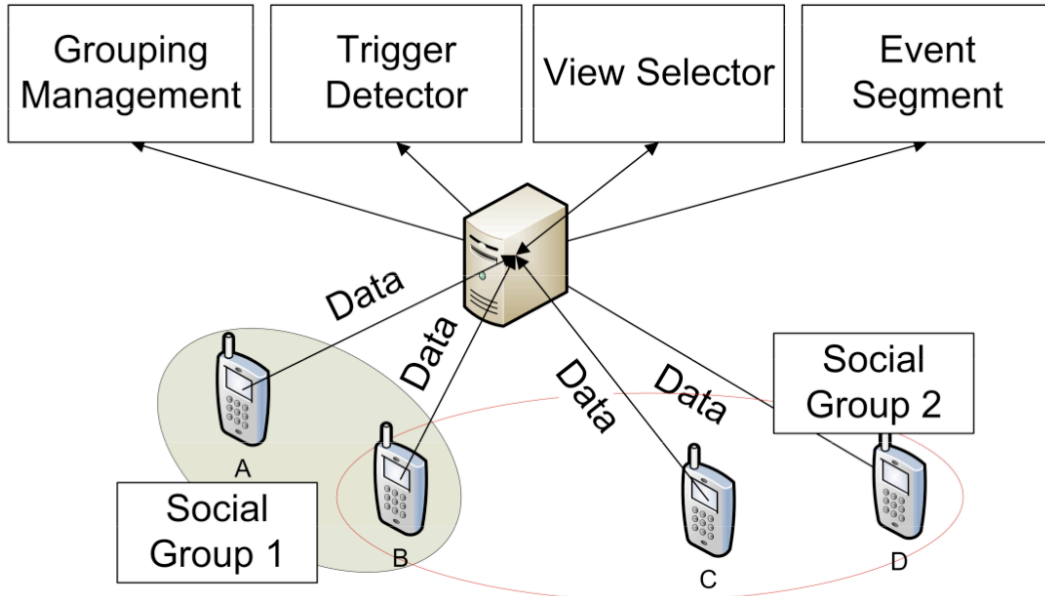 Grouping
Management
Trigger
Detector
View Selector
Event
Segment
Data
Data
Data
Data
Social
Group 2
A
Social
Group 1
B
C
D